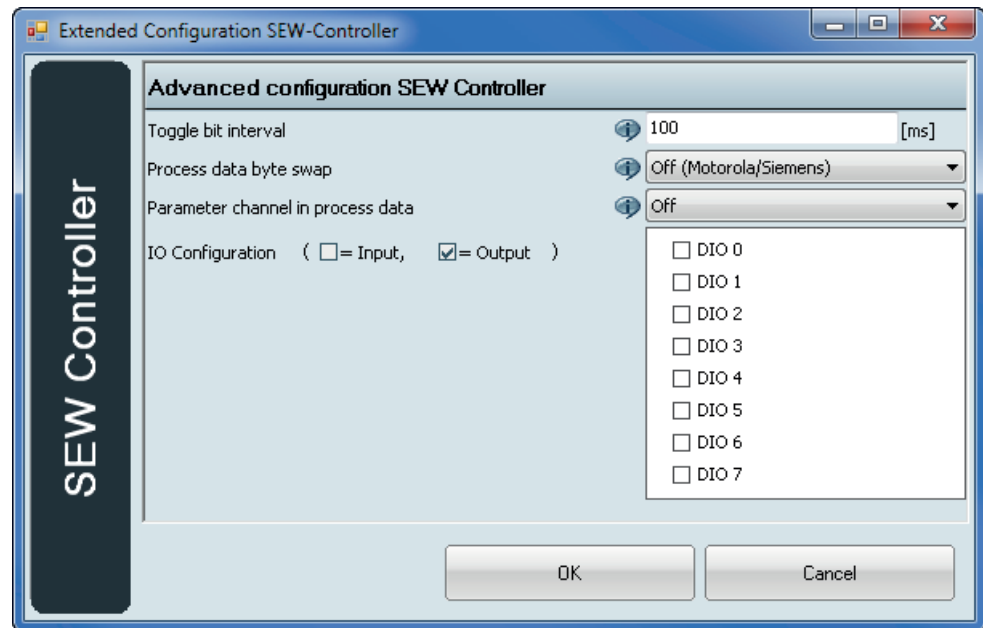 Extended Configuration SEW-Controller
SEW Controller
Advanced configuration SEW Controller
Toggle bit interval 100 [ms]
Process data byte swap Off (Motorola/Siemens)
Parameter channel in process data Off
IO Configuration ( = Input, = Output )
DIO 0
DIO 1
DIO 2
DIO 3
DIO 4
DIO 5
DIO 6
DIO 7
OK Cancel